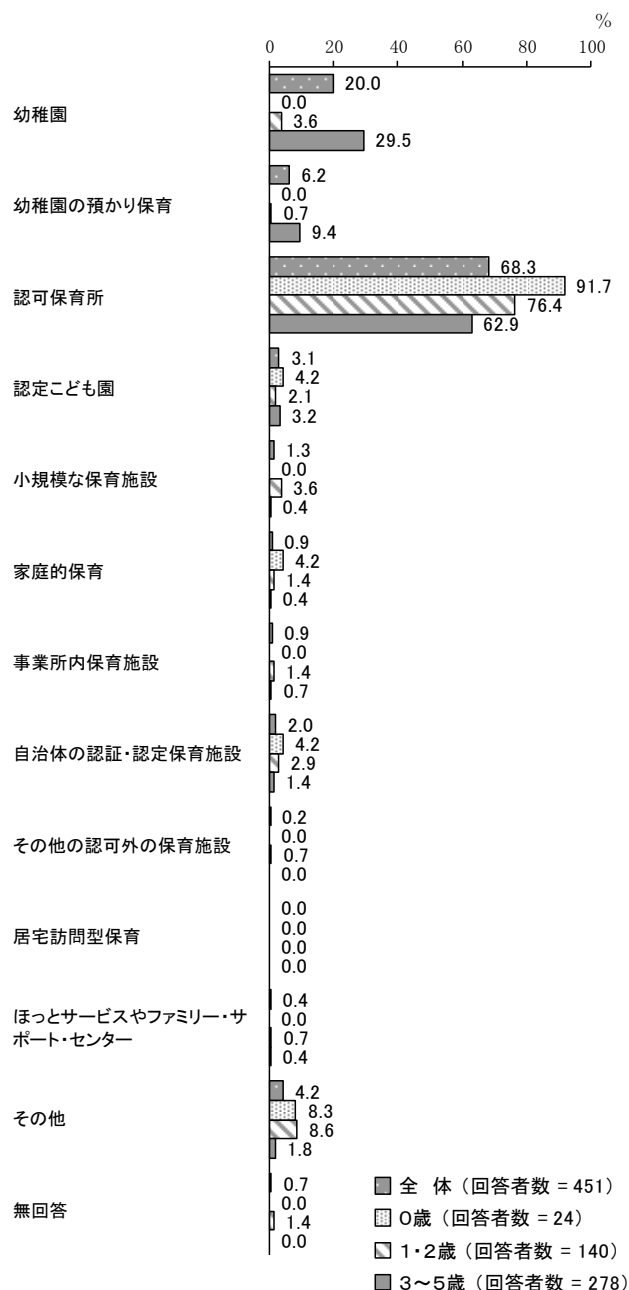 %
0 20 40 60 80 100
幼稚園
20.0
0.0
3.6
29.5
幼稚園の預かり保育
6.2
0.0
0.7
9.4
認可保育所
68.3
91.7
76.4
62.9
認定こども園
3.1
4.2
2.1
3.2
小規模な保育施設
1.3
0.0
3.6
0.4
家庭的保育
0.9
4.2
1.4
0.4
事業所内保育施設
0.9
0.0
1.4
0.7
自治体の認証・認定保育施設
2.0
4.2
2.9
1.4
その他の認可外の保育施設
0.2
0.0
0.7
0.0
居宅訪問型保育
0.0
0.0
0.0
0.0
ほっとサービスやファミリー・サ
ポート・センター
0.4
0.0
0.7
0.4
その他
4.2
8.3
8.6
1.8
無回答
0.7
0.0
1.4
0.0
全 体 (回答者数 = 451)
0歳 (回答者数 = 24)
1・2歳 (回答者数 = 140)
3～5歳 (回答者数 = 278)